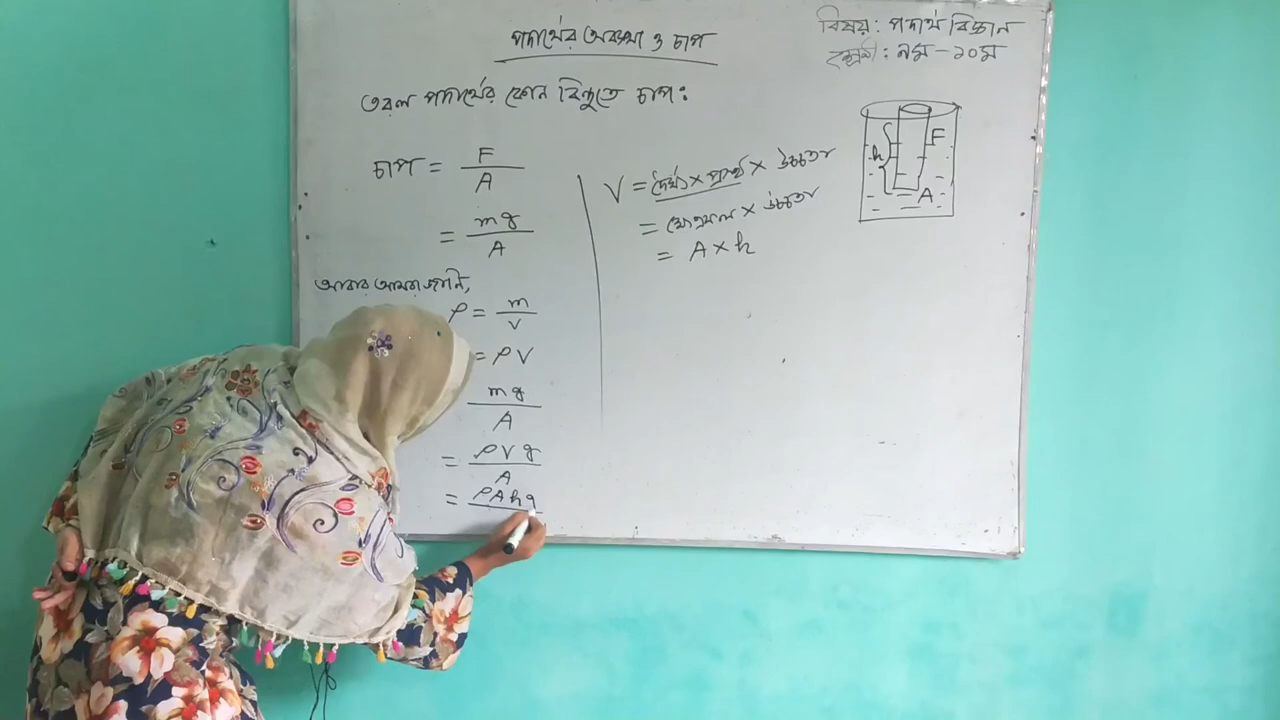 পদার্থের অবস্থা ও চাপ
বিষয়: পদার্থ বিজ্ঞান
শ্রেণী: নবম - ১০ম
তরল পদার্থের কোন বিন্দুতে চাপ:
চাপ = F/A
= mg/A
আবার আমরা জানি,
ρ = m/V
= ρV
mg/A
= ρVg/A
= ρAhg
V = দৈর্ঘ্য × প্রস্থ × উচ্চতা
= ক্ষেত্রফল × উচ্চতা
= A × h
h
F
A